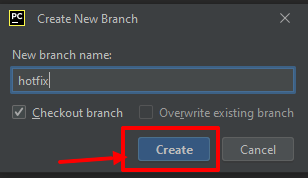 PC Create New Branch
New branch name:
hotfix
Checkout branch Overwrite existing branch
Create Cancel